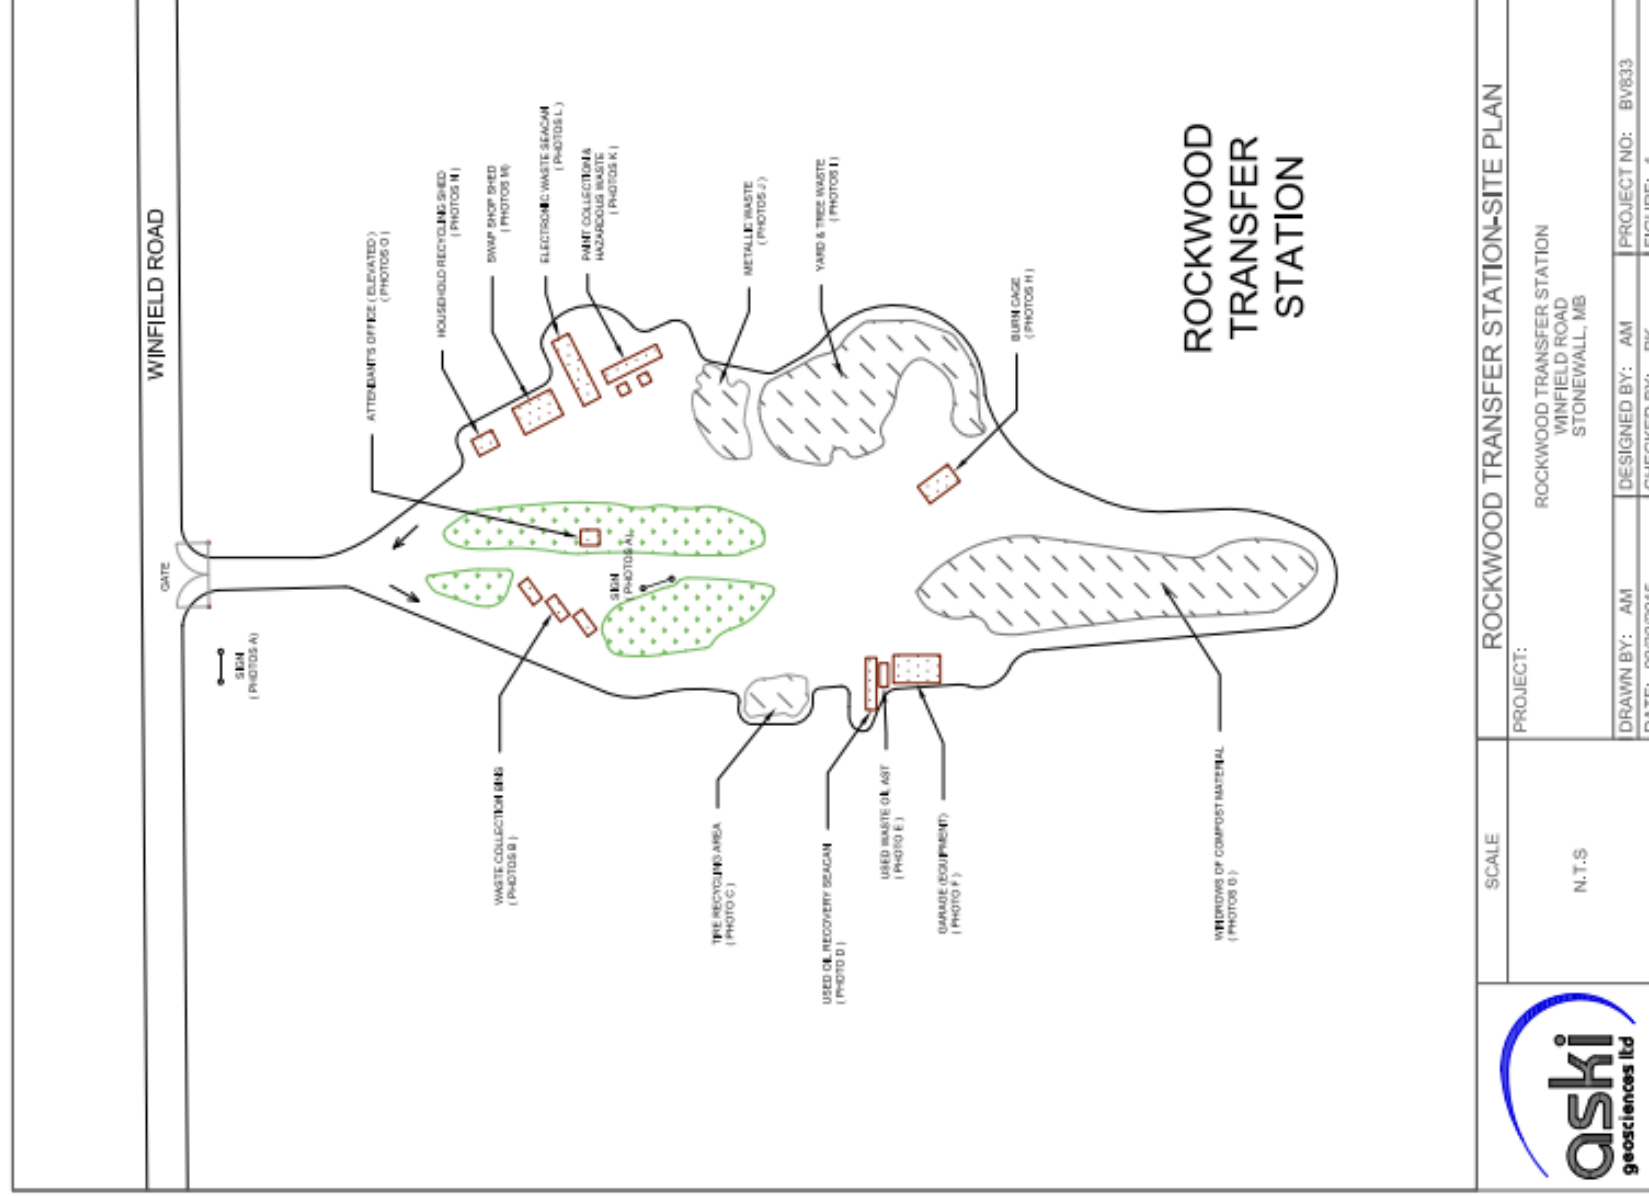 WINFIELD ROAD
GATE
SIGN
( PHOTOS A)
ATTENDANT'S OFFICE ( ELEVATED )
( PHOTOS O )
HOUSEHOLD RECYCLING SHED
( PHOTOS N )
SWAP SHOP SHED
( PHOTOS M)
ELECTRONIC WASTE SEACAN
( PHOTOS L )
PAINT COLLECTION &
HAZARDOUS WASTE
( PHOTOS K )
METALLIC WASTE
( PHOTOS J )
YARD & TREE WASTE
( PHOTOS I )
BURN CAGE
( PHOTOS H )
SIGN
( PHOTOS A)
WASTE COLLECTION BINS
( PHOTOS B )
TIRE RECYCLING AREA
( PHOTO C )
USED OIL RECOVERY SEACAN
( PHOTO D )
USED WASTE OIL AST
( PHOTO E )
GARAGE (EQUIPMENT)
( PHOTO F )
WINDROWS OF COMPOST MATERIAL
( PHOTOS G )
ROCKWOOD
TRANSFER
STATION
aski
geosciences ltd
SCALE
N.T.S
ROCKWOOD TRANSFER STATION-SITE PLAN
PROJECT:
ROCKWOOD TRANSFER STATION
WINFIELD ROAD
STONEWALL, MB
DRAWN BY: AM
DESIGNED BY: AM
PROJECT NO: BV833